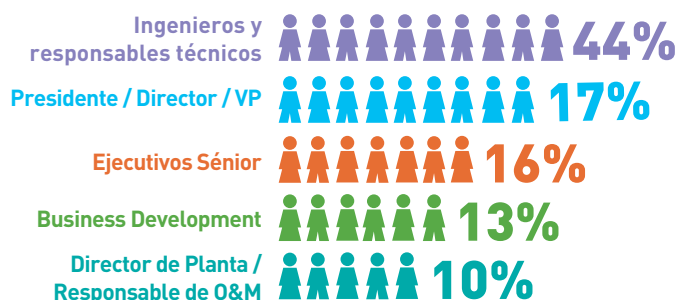 Ingenieros y
responsables técnicos
44%
Presidente / Director / VP
17%
Ejecutivos Sénior
16%
Business Development
13%
Director de Planta /
Responsable de O&M
10%